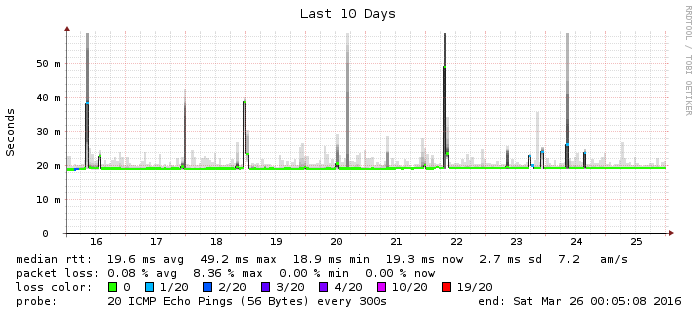 Last 10 Days
RRDTOOL / TOBI OETIKER
Seconds
50 m
40 m
30 m
20 m
10 m
0
16 17 18 19 20 21 22 23 24 25
median rtt: 19.6 ms avg 49.2 ms max 18.9 ms min 19.3 ms now 2.7 ms sd 7.2 am/s
packet loss: 0.08 % avg 8.36 % max 0.00 % min 0.00 % now
loss color: 0 1/20 2/20 3/20 4/20 10/20 19/20
probe: 20 ICMP Echo Pings (56 Bytes) every 300s end: Sat Mar 26 00:05:08 2016